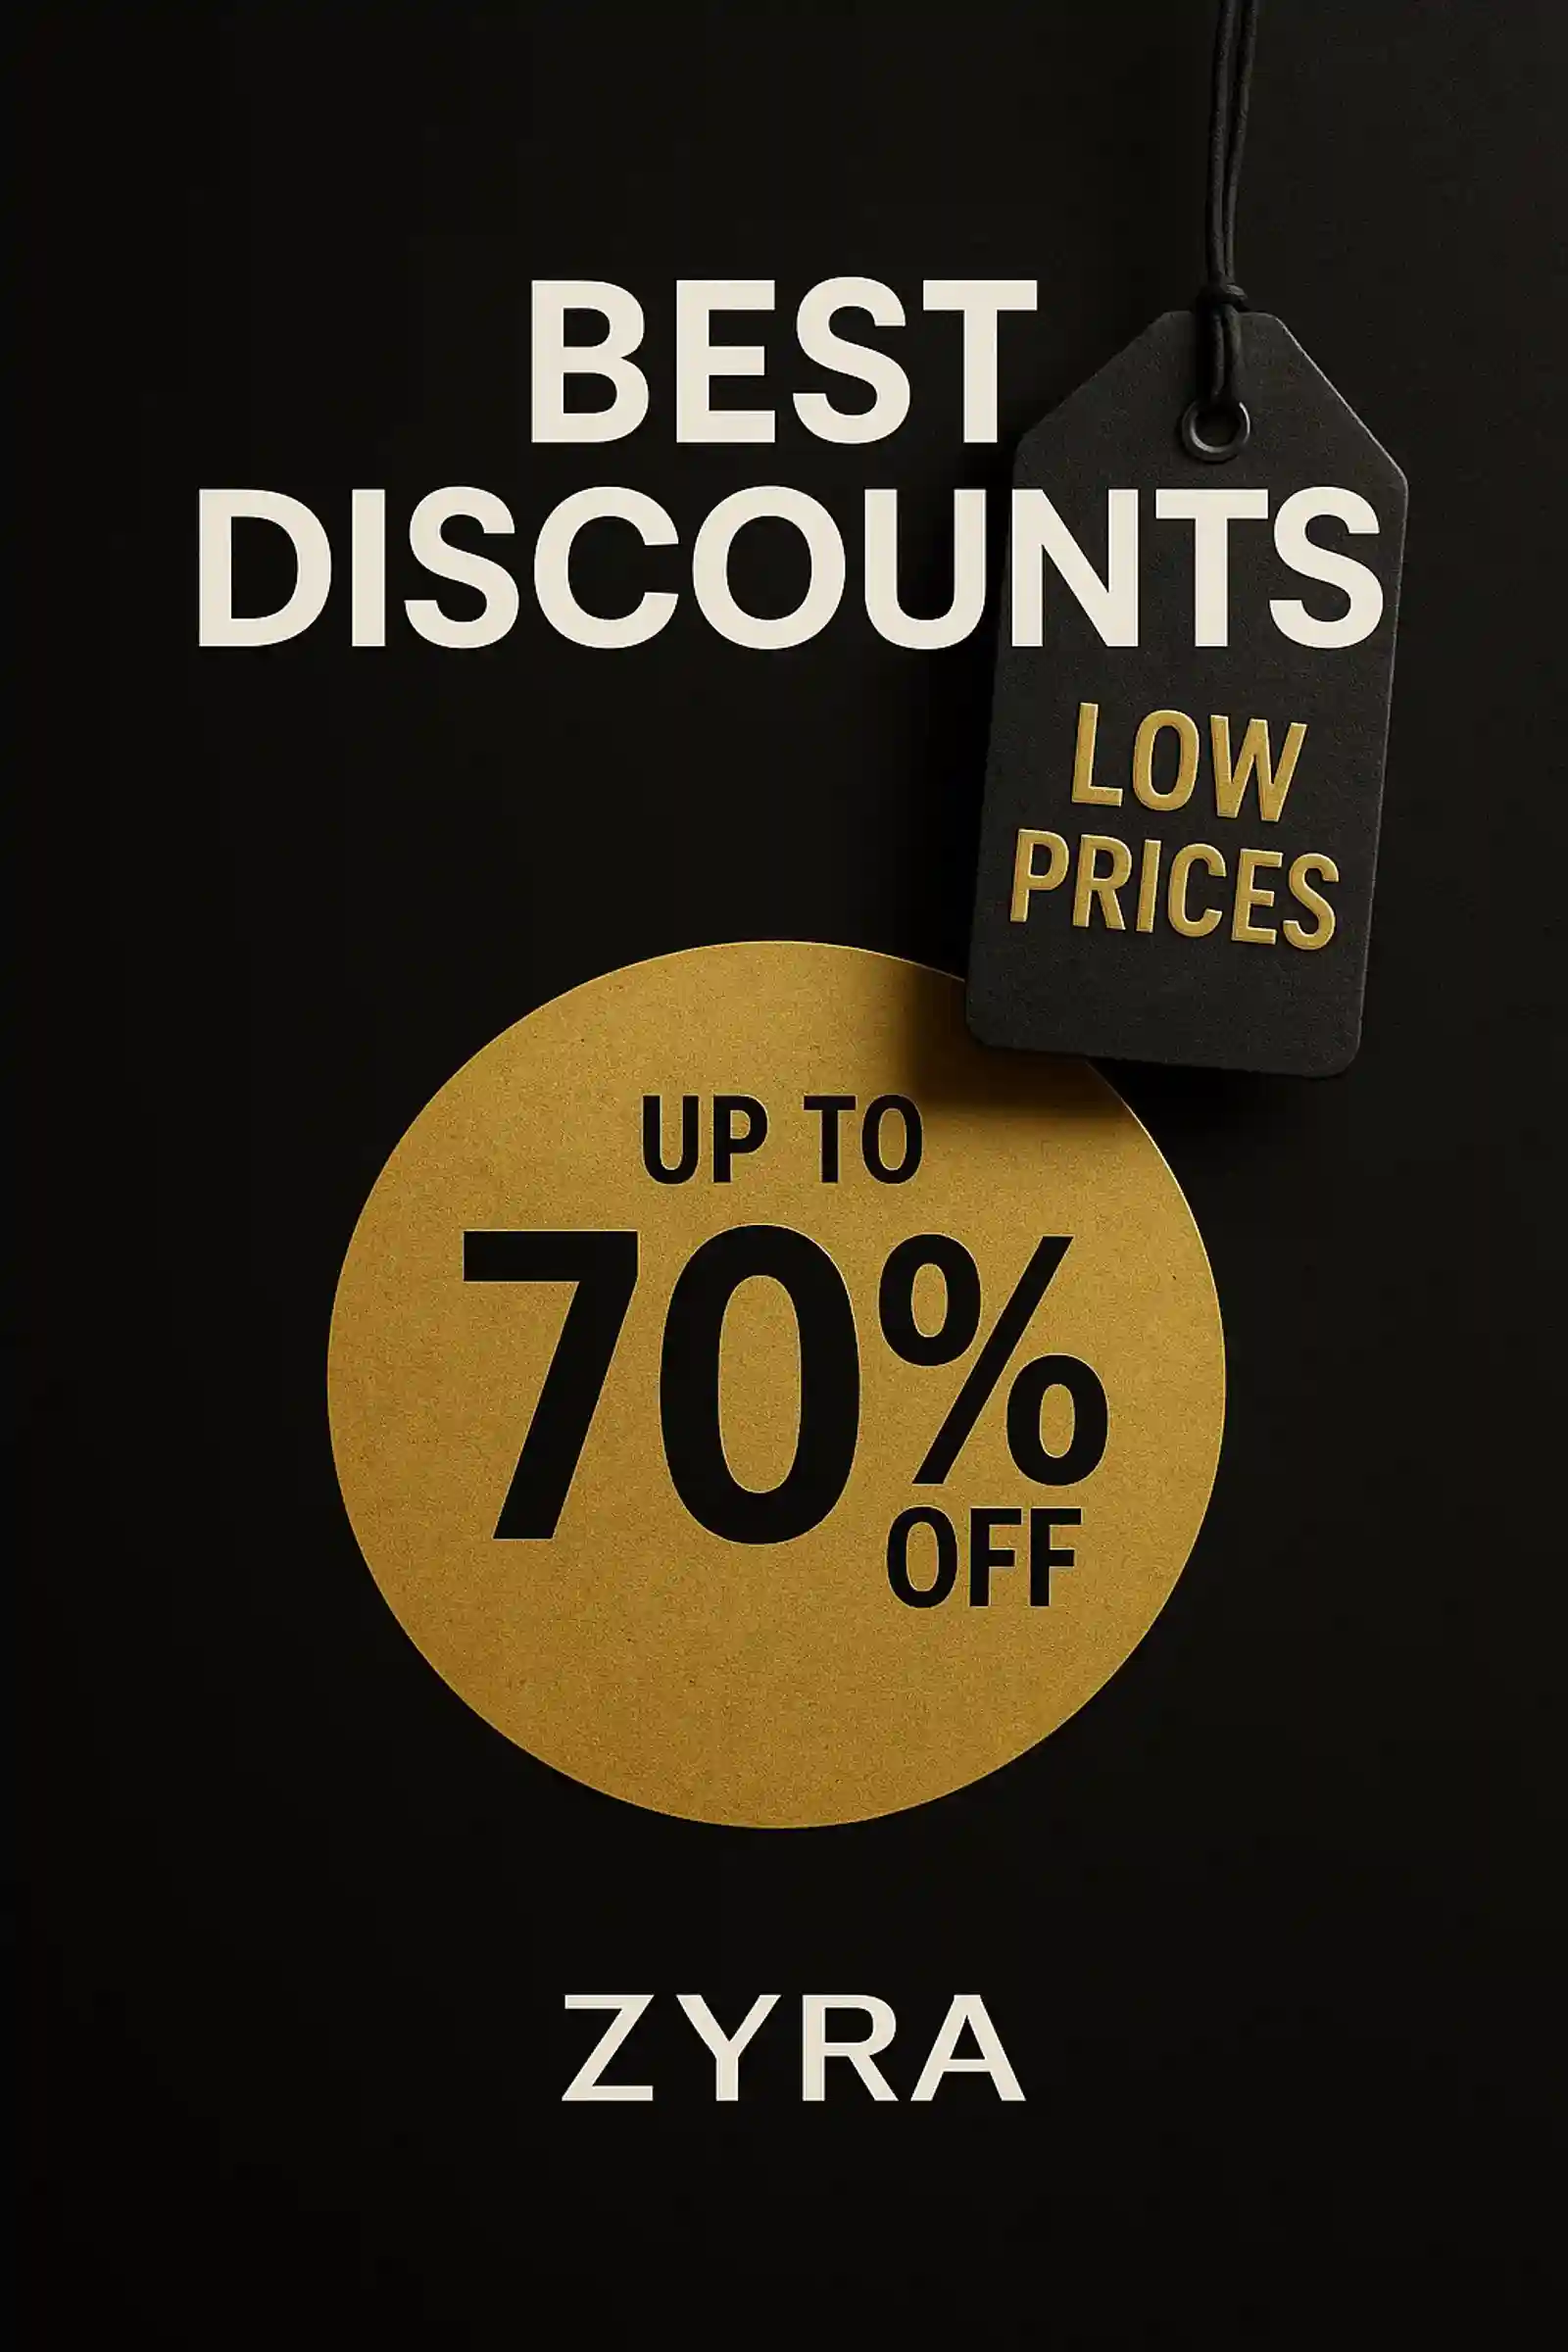 BEST
DISCOUNTS
LOW
PRICES
UP TO
70%
OFF
ZYRA